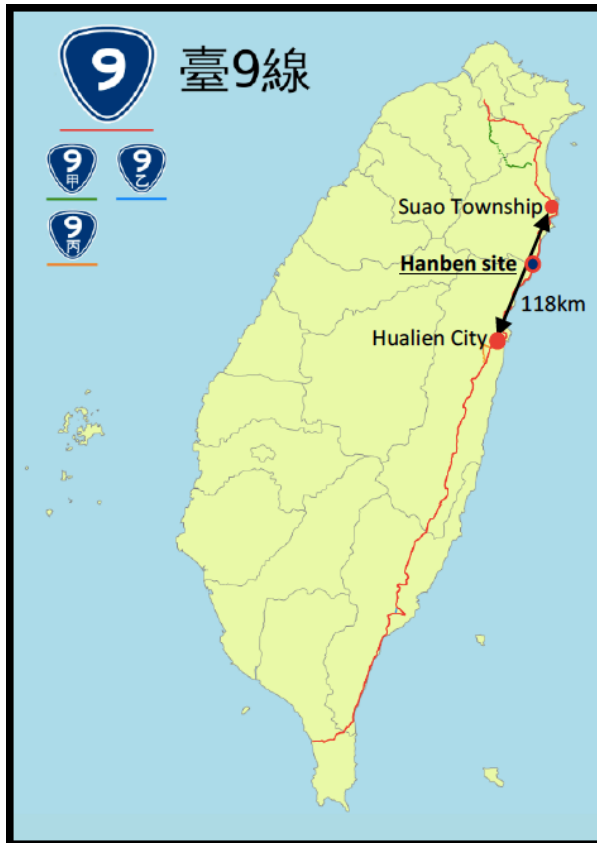 9
臺9線
9
甲
9
乙
9
丙
Suao Township
Hanben site
118km
Hualien City